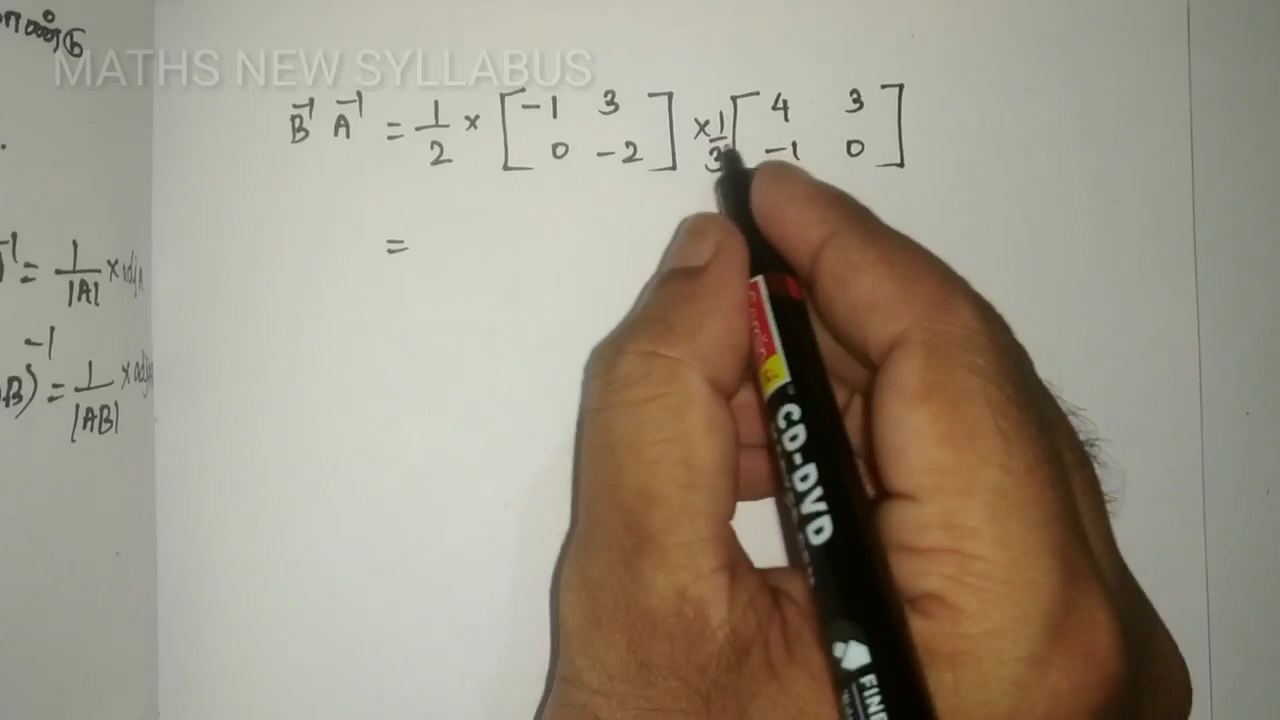 MATHS NEW SYLLABUS
B⁻¹ A⁻¹ = 1/2 × [ -1 3 ; 0 -2 ] × 1/3 [ 4 3 ; -1 0 ]
=
⁻¹ = 1/|A| × adj
B)⁻¹ = 1/|AB| × adj
CD-DVD
FINE